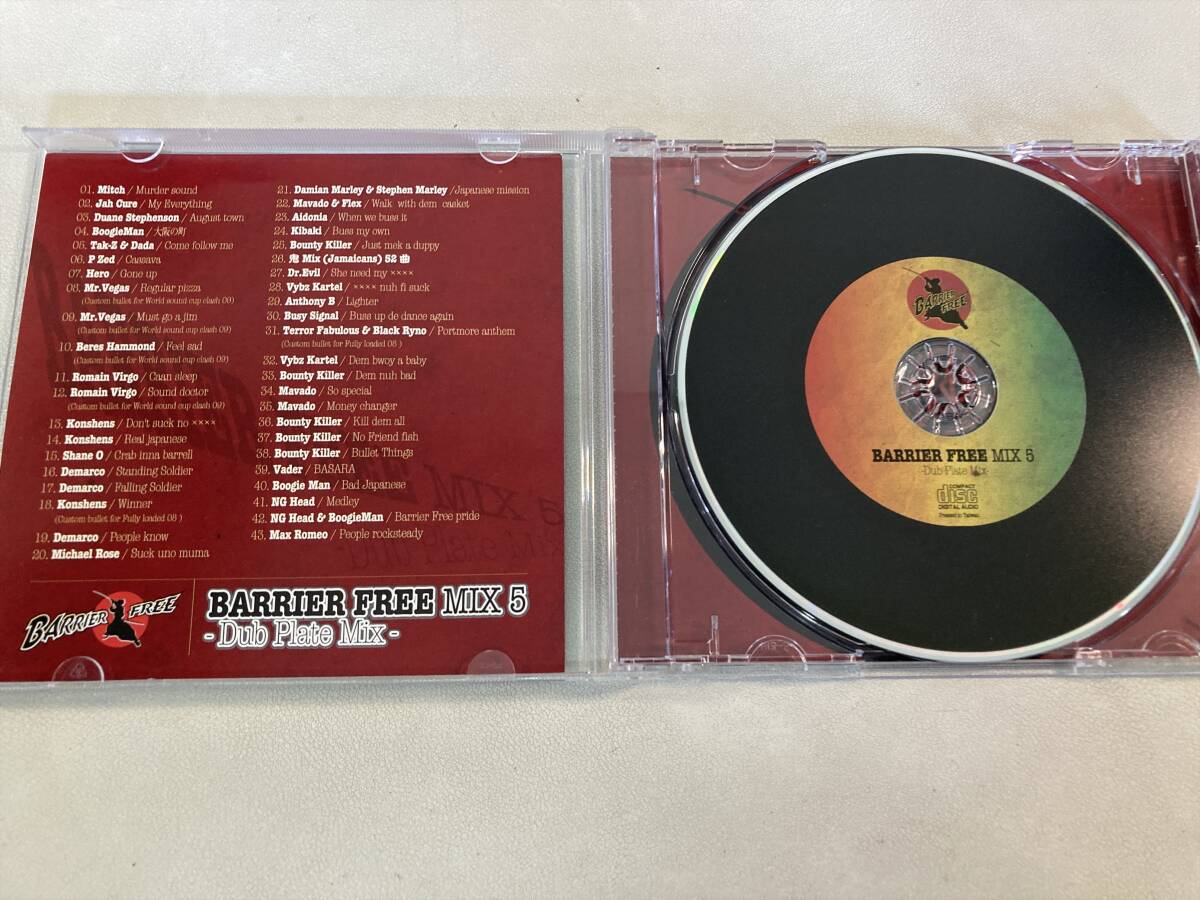 01. Mitch / Murder sound
02. Jah Cure / My Everything
03. Duane Stephenson / August town
04. BoogieMan / 大阪の町
05. Tak-Z & Dada / Come follow me
06. P Zed / Cassava
07. Hero / Gone up
08. Mr.Vegas / Regular pizza
(Custom bullet for World sound cup clash 09)
09. Mr.Vegas / Must go a jim
(Custom bullet for World sound cup clash 09)
10. Beres Hammond / Feel sad
(Custom bullet for World sound cup clash 09)
11. Romain Virgo / Caan sleep
12. Romain Virgo / Sound doctor
(Custom bullet for World sound cup clash 09)
13. Konshens / Don't suck no ××××
14. Konshens / Real japanese
15. Shane O / Crab inna barrell
16. Demarco / Standing Soldier
17. Demarco / Falling Soldier
18. Konshens / Winner
(Custom bullet for Fully loaded 08 )
19. Demarco / People know
20. Michael Rose / Suck uno muma
21. Damian Marley & Stephen Marley /Japanese mission
22. Mavado & Flex / Walk with dem casket
23. Aidonia / When we buss it
24. Kibaki / Buss my own
25. Bounty Killer / Just mek a duppy
26. 鬼 Mix (Jamaicans) 52 曲
27. Dr.Evil / She need my ××××
28. Vybz Kartel / ×××× nuh fi suck
29. Anthony B / Lighter
30. Busy Signal / Buss up de dance again
31. Terror Fabulous & Black Ryno / Portmore anthem
(Custom bullet for Fully loaded 08 )
32. Vybz Kartel / Dem bwoy a baby
33. Bounty Killer / Dem nuh bad
34. Mavado / So special
35. Mavado / Money changer
36. Bounty Killer / Kill dem all
37. Bounty Killer / No Friend fish
38. Bounty Killer / Bullet Things
39. Vader / BASARA
40. Boogie Man / Bad Japanese
41. NG Head / Medley
42. NG Head & BoogieMan / Barrier Free pride
43. Max Romeo / People rocksteady
BARRIER FREE
BARRIER FREE MIX 5
- Dub Plate Mix -
BARRIER FREE
BARRIER FREE MIX 5
-Dub Plate Mix-
COMPACT
disc
DIGITAL AUDIO
Pressed in Taiwan